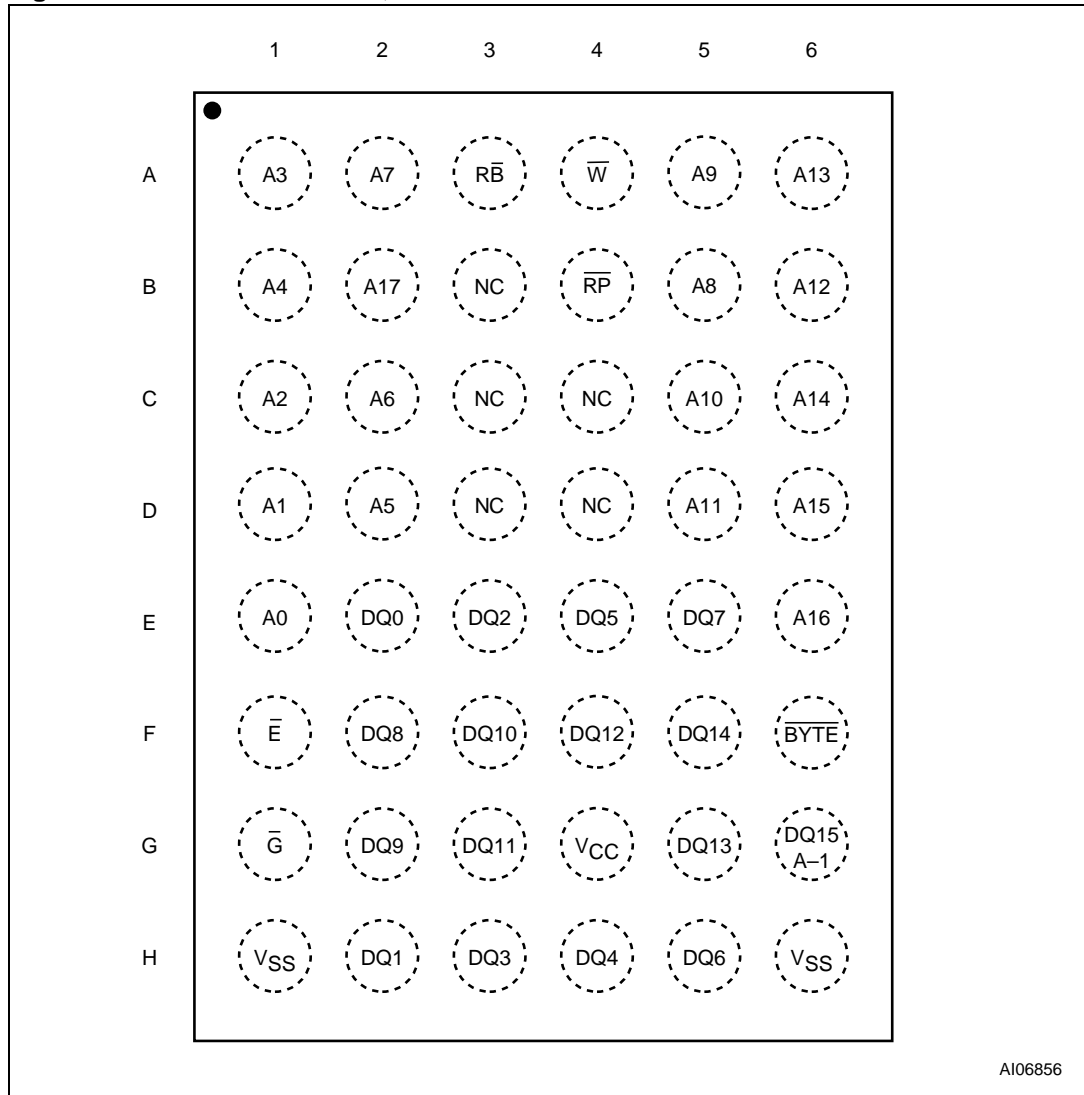 1 2 3 4 5 6
A A3 A7 RB̅ W̅ A9 A13
B A4 A17 NC R̅P̅ A8 A12
C A2 A6 NC NC A10 A14
D A1 A5 NC NC A11 A15
E A0 DQ0 DQ2 DQ5 DQ7 A16
F E̅ DQ8 DQ10 DQ12 DQ14 B̅Y̅T̅E̅
G G̅ DQ9 DQ11 VCC DQ13 DQ15
A–1
H VSS DQ1 DQ3 DQ4 DQ6 VSS
AI06856